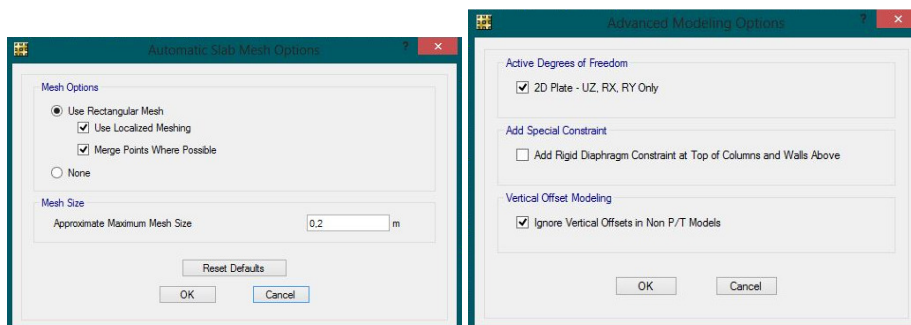 Automatic Slab Mesh Options
?
×
Mesh Options
Use Rectangular Mesh
Use Localized Meshing
Merge Points Where Possible
None
Mesh Size
Approximate Maximum Mesh Size
0,2
m
Reset Defaults
OK
Cancel
Advanced Modeling Options
?
×
Active Degrees of Freedom
2D Plate - UZ, RX, RY Only
Add Special Constraint
Add Rigid Diaphragm Constraint at Top of Columns and Walls Above
Vertical Offset Modeling
Ignore Vertical Offsets in Non P/T Models
OK
Cancel